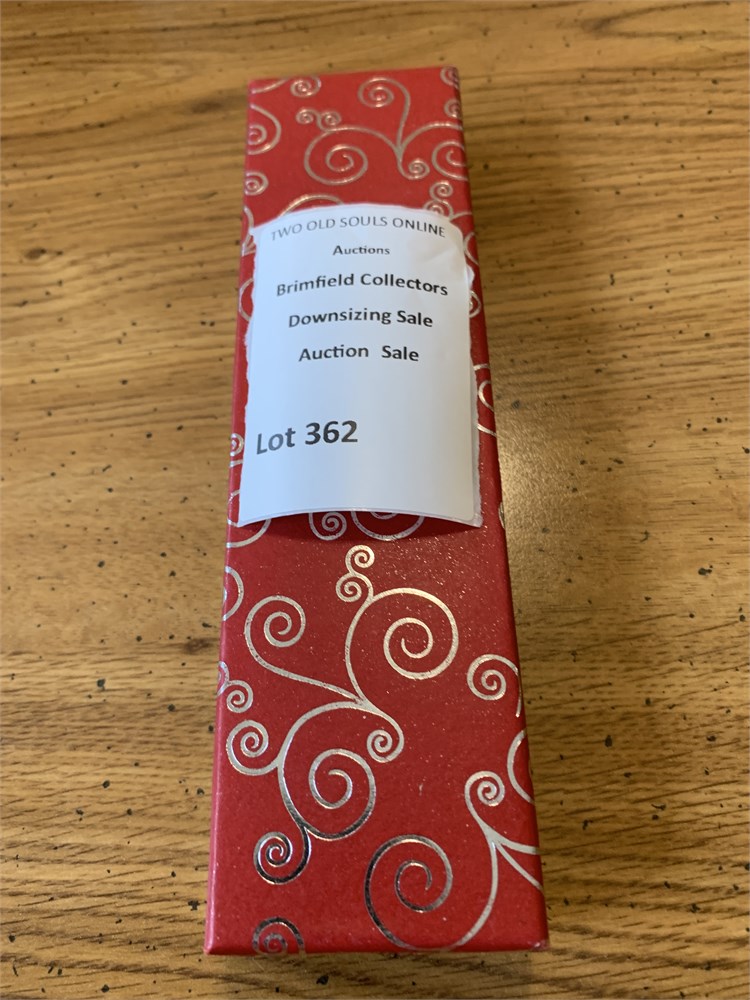 TWO OLD SOULS ONLINE
Auctions
Brimfield Collectors
Downsizing Sale
Auction Sale
Lot 362